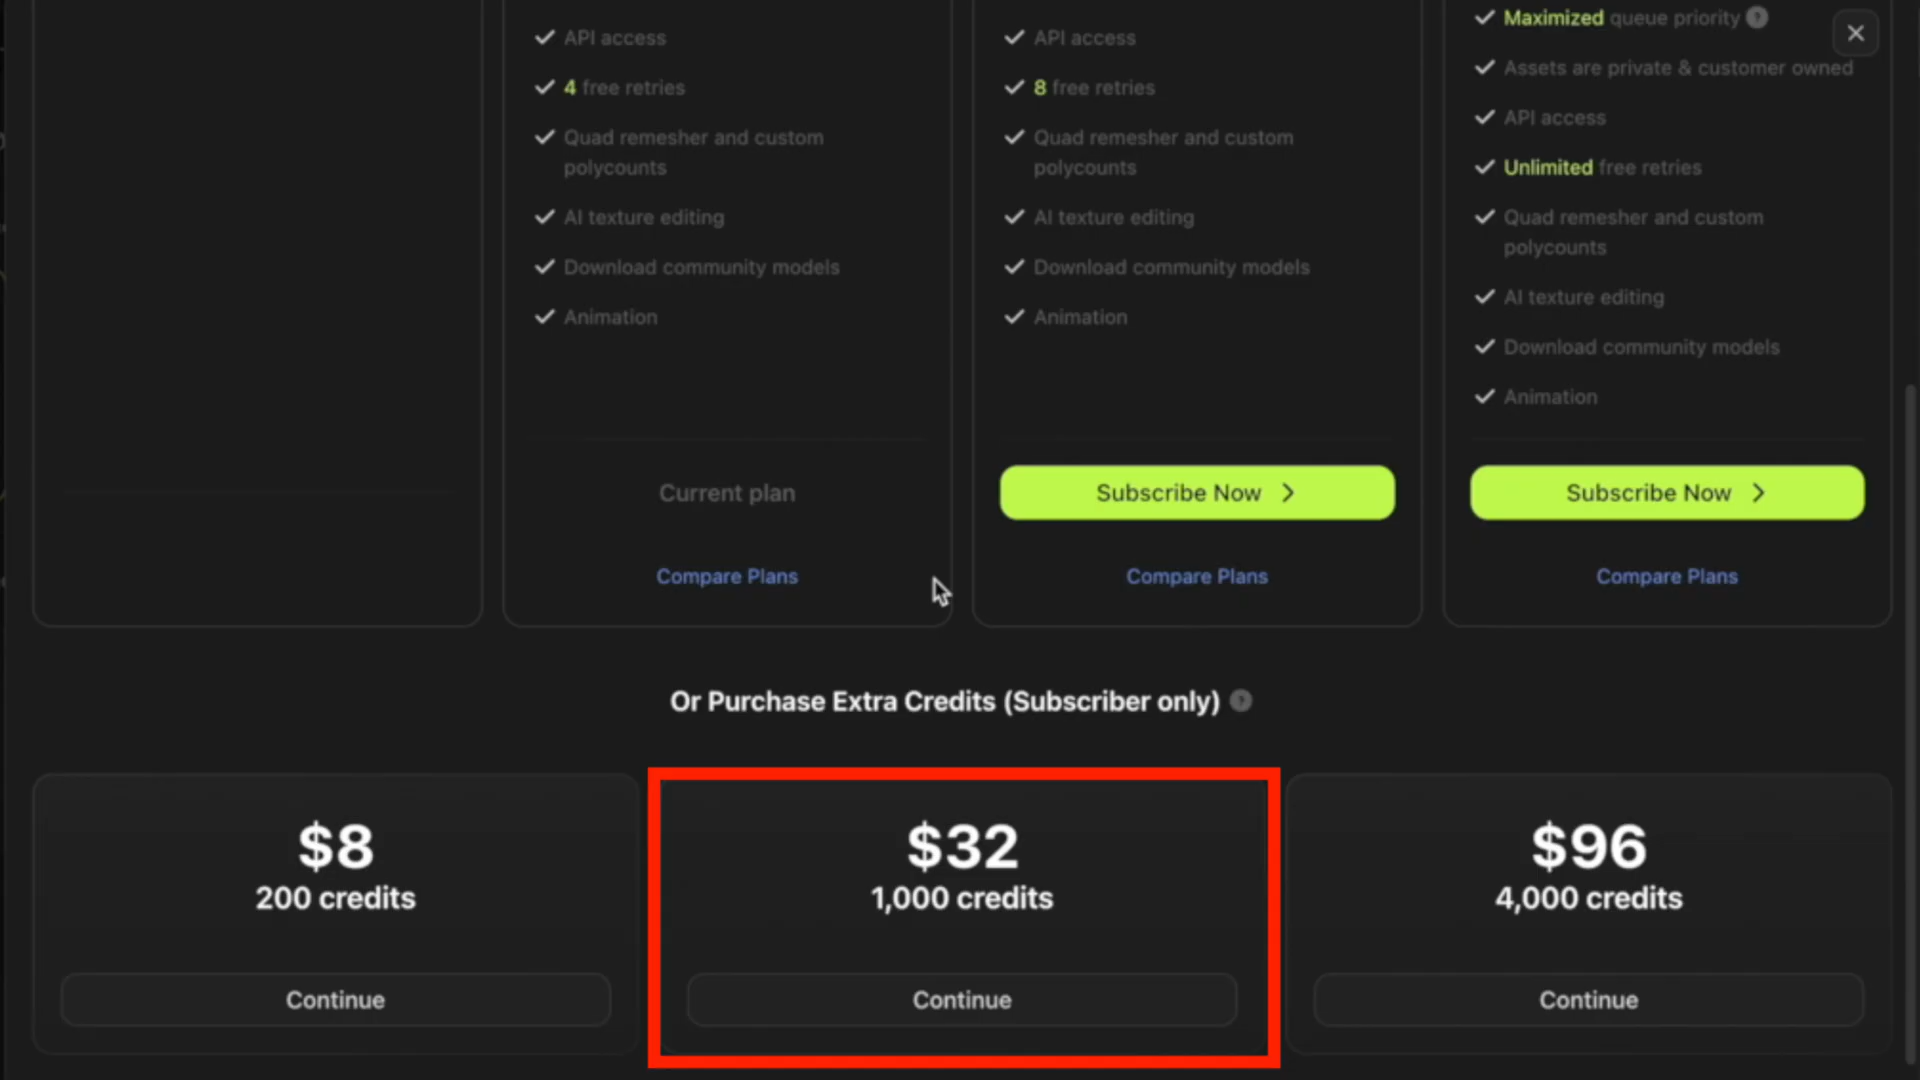 API access
4 free retries
Quad remesher and custom
polycounts
AI texture editing
Download community models
Animation
Current plan
Compare Plans
API access
8 free retries
Quad remesher and custom
polycounts
AI texture editing
Download community models
Animation
Subscribe Now
Compare Plans
Maximized queue priority
Assets are private & customer owned
API access
Unlimited free retries
Quad remesher and custom
polycounts
AI texture editing
Download community models
Animation
Subscribe Now
Compare Plans
Or Purchase Extra Credits (Subscriber only)
$8
200 credits
Continue
$32
1,000 credits
Continue
$96
4,000 credits
Continue